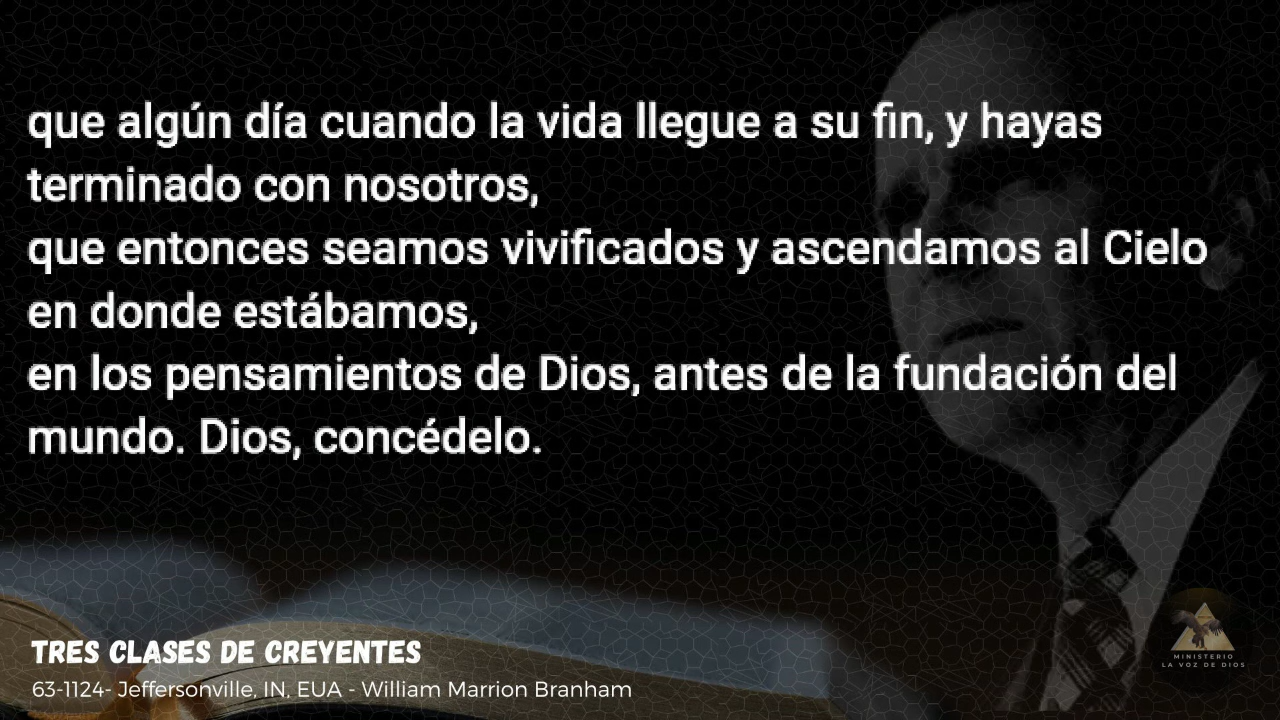 que algún día cuando la vida llegue a su fin, y hayas
terminado con nosotros,
que entonces seamos vivificados y ascendamos al Cielo
en donde estábamos,
en los pensamientos de Dios, antes de la fundación del
mundo. Dios, concédelo.
TRES CLASES DE CREYENTES
63-1124- Jeffersonville, IN, EUA - William Marrion Branham
MINISTERIO
LA VOZ DE DIOS